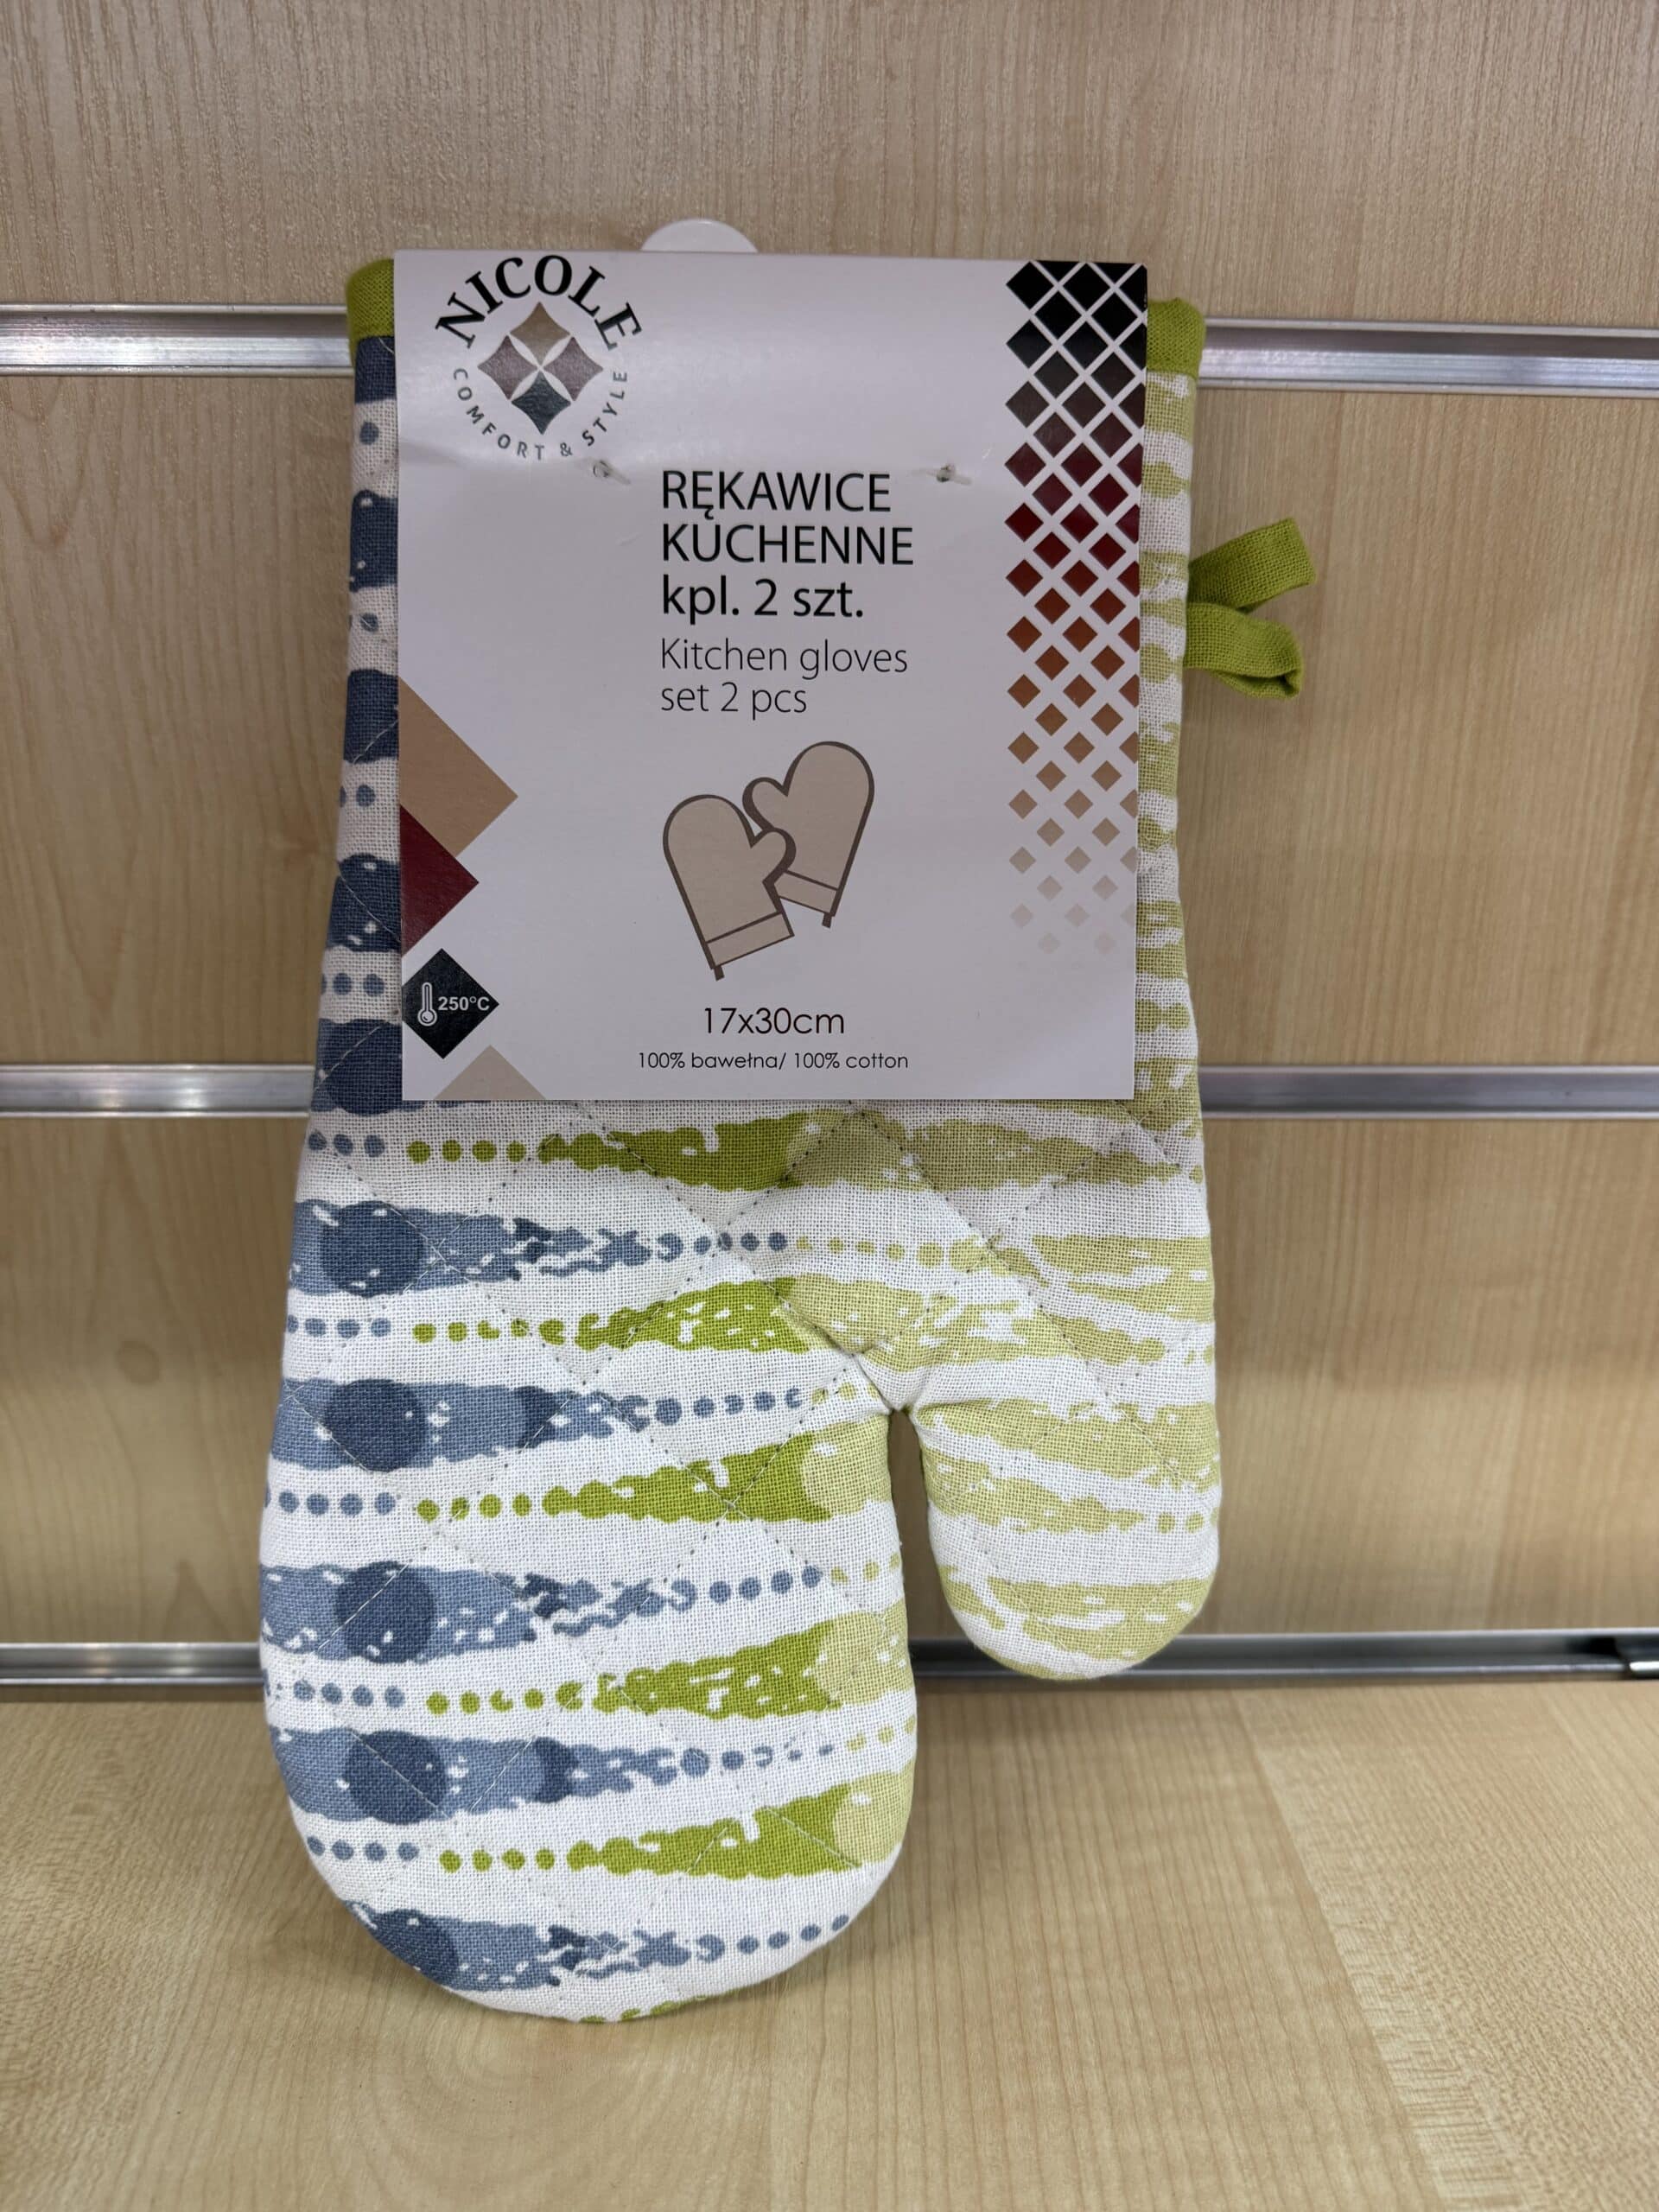 NICOLE
COMFORT & STYLE
RĘKAWICE
KUCHENNE
kpl. 2 szt.
Kitchen gloves
set 2 pcs
250°C
17x30cm
100% bawełna/ 100% cotton